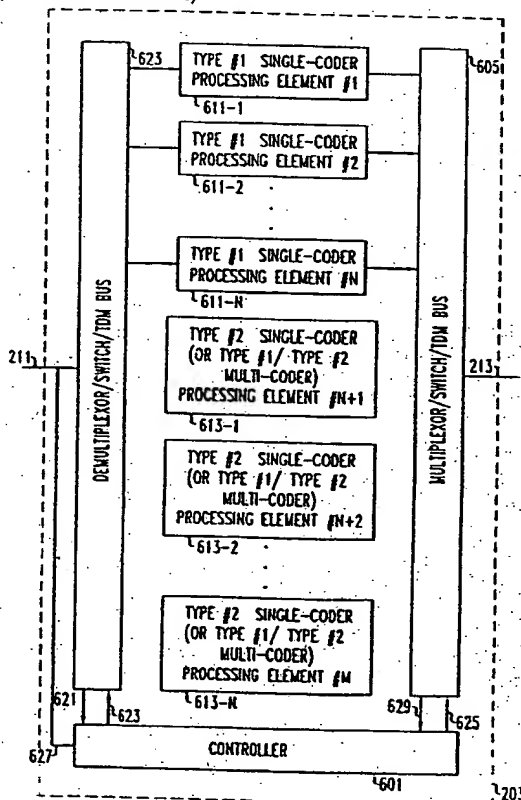 623
605
TYPE #1 SINGLE-CODER
PROCESSING ELEMENT #1
611-1
TYPE #1 SINGLE-CODER
PROCESSING ELEMENT #2
611-2
TYPE #1 SINGLE-CODER
PROCESSING ELEMENT #N
611-N
DEMULTIPLEXOR/SWITCH/TDM BUS
MULTIPLEXOR/SWITCH/TDM BUS
211
213
TYPE #2 SINGLE-CODER
(OR TYPE #1/ TYPE #2
MULTI-CODER)
PROCESSING ELEMENT #N+1
613-1
TYPE #2 SINGLE-CODER
(OR TYPE #1/ TYPE #2
MULTI-CODER)
PROCESSING ELEMENT #N+2
613-2
TYPE #2 SINGLE-CODER
(OR TYPE #1/ TYPE #2
MULTI-CODER)
PROCESSING ELEMENT #M
613-N
621
623
629
625
627
CONTROLLER
601
203